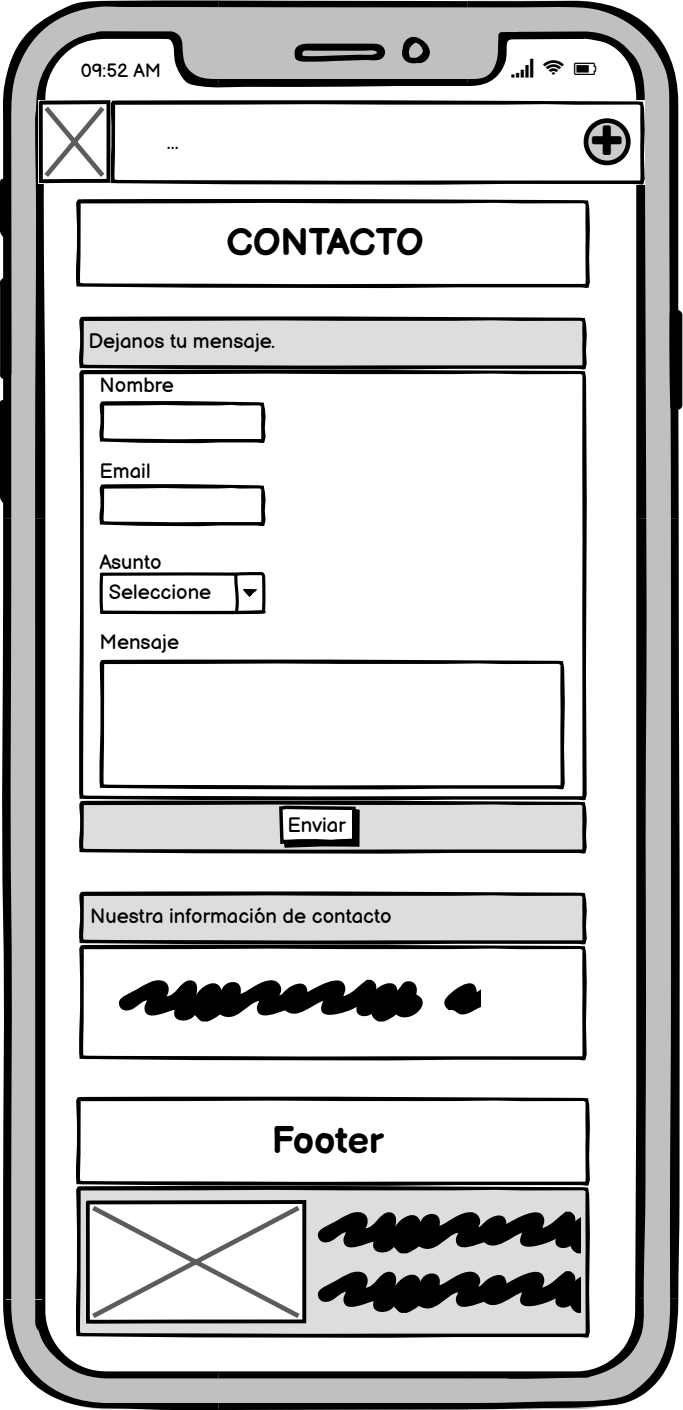 09:52 AM
...
CONTACTO
Dejanos tu mensaje.
Nombre
Email
Asunto
Seleccione
Mensaje
Enviar
Nuestra información de contacto
Footer